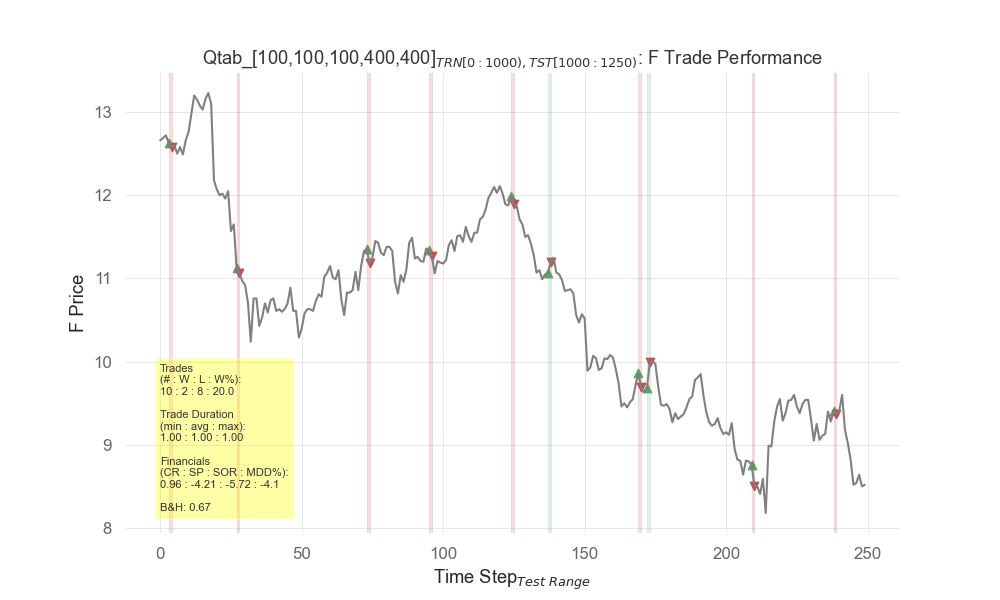 Qtab_[100,100,100,400,400]TRN[0:1000),TST[1000:1250): F Trade Performance
13
12
11
10
9
8
F Price
Trades
(# : W : L : W%):
10 : 2 : 8 : 20.0
Trade Duration
(min : avg : max):
1.00 : 1.00 : 1.00
Financials
(CR : SP : SOR : MDD%):
0.96 : -4.21 : -5.72 : -4.1
B&H: 0.67
0
50
100
150
200
250
Time StepTest Range